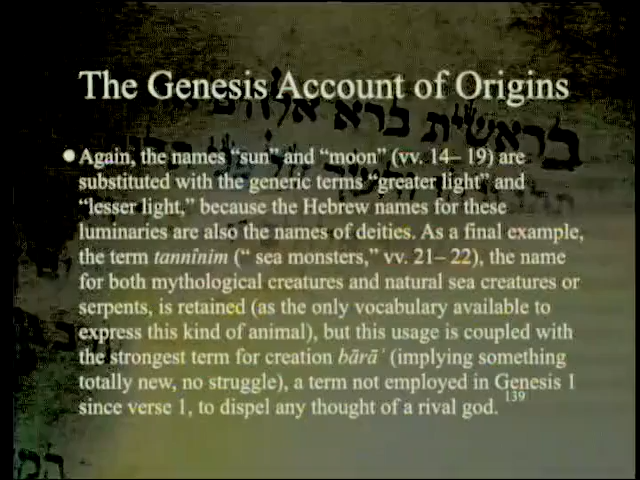 The Genesis Account of Origins
בראשית ברא אלוהים
● Again, the names “sun” and “moon” (vv. 14– 19) are
substituted with the generic terms “greater light” and
“lesser light,” because the Hebrew names for these
luminaries are also the names of deities. As a final example,
the term tannînim (“ sea monsters,” vv. 21– 22), the name
for both mythological creatures and natural sea creatures or
serpents, is retained (as the only vocabulary available to
express this kind of animal), but this usage is coupled with
the strongest term for creation bārā᾿ (implying something
totally new, no struggle), a term not employed in Genesis 1
since verse 1, to dispel any thought of a rival god. 139